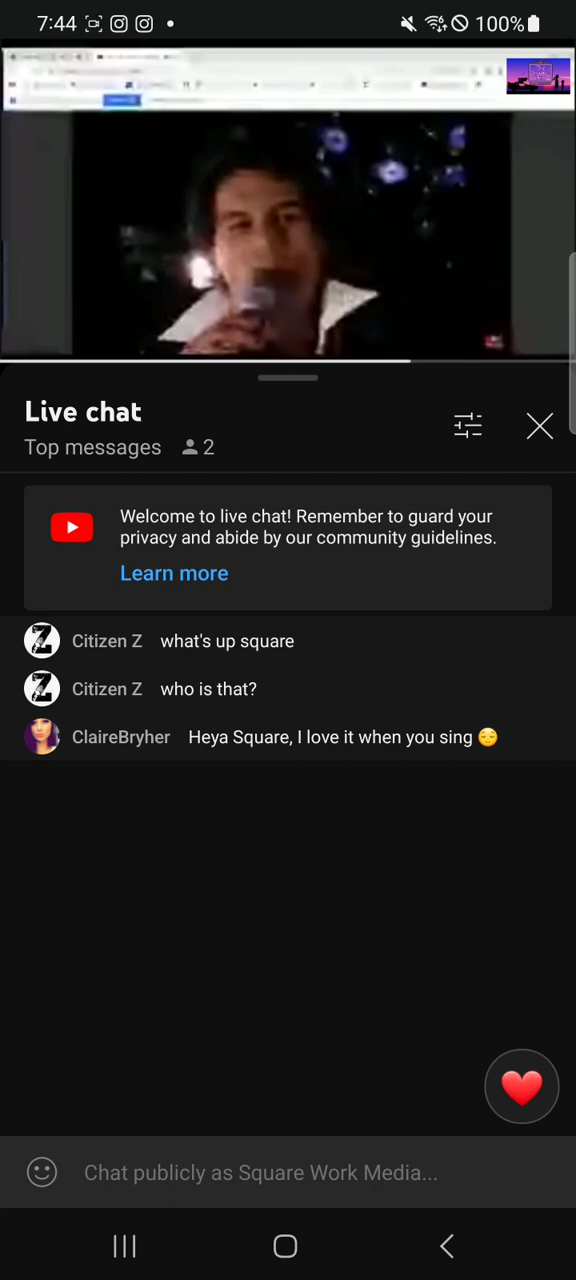 7:44
100%
Live chat
Top messages 2
Welcome to live chat! Remember to guard your
privacy and abide by our community guidelines.
Learn more
Citizen Z what's up square
Citizen Z who is that?
ClaireBryher Heya Square, I love it when you sing 😌
Chat publicly as Square Work Media...